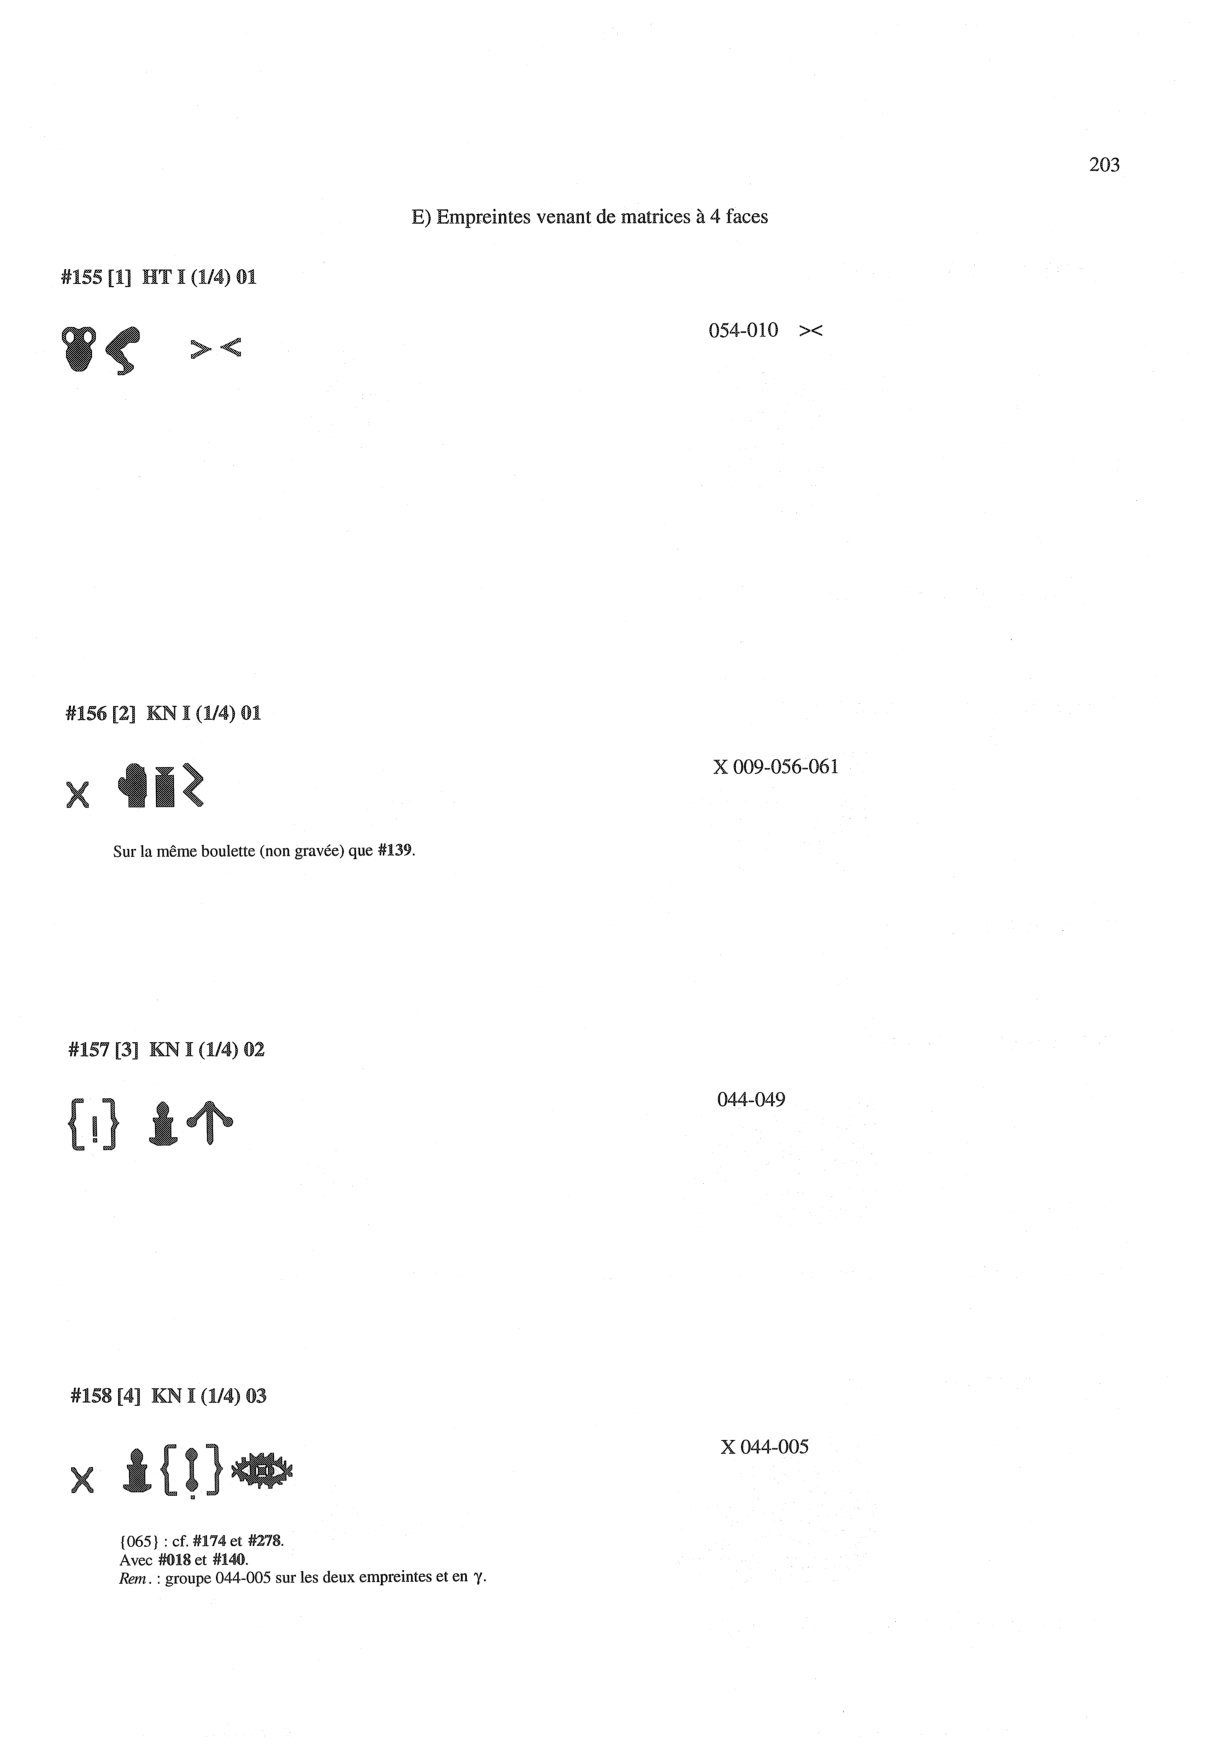 203
E) Empreintes venant de matrices à 4 faces
#155 [1] HT I (1/4) 01
054-010 ><
> <
#156 [2] KN I (1/4) 01
X 009-056-061
X
Sur la même boulette (non gravée) que #139.
#157 [3] KN I (1/4) 02
044-049
{!}
#158 [4] KN I (1/4) 03
X 044-005
X { }
{065} : cf. #174 et #278.
Avec #018 et #140.
Rem. : groupe 044-005 sur les deux empreintes et en γ.